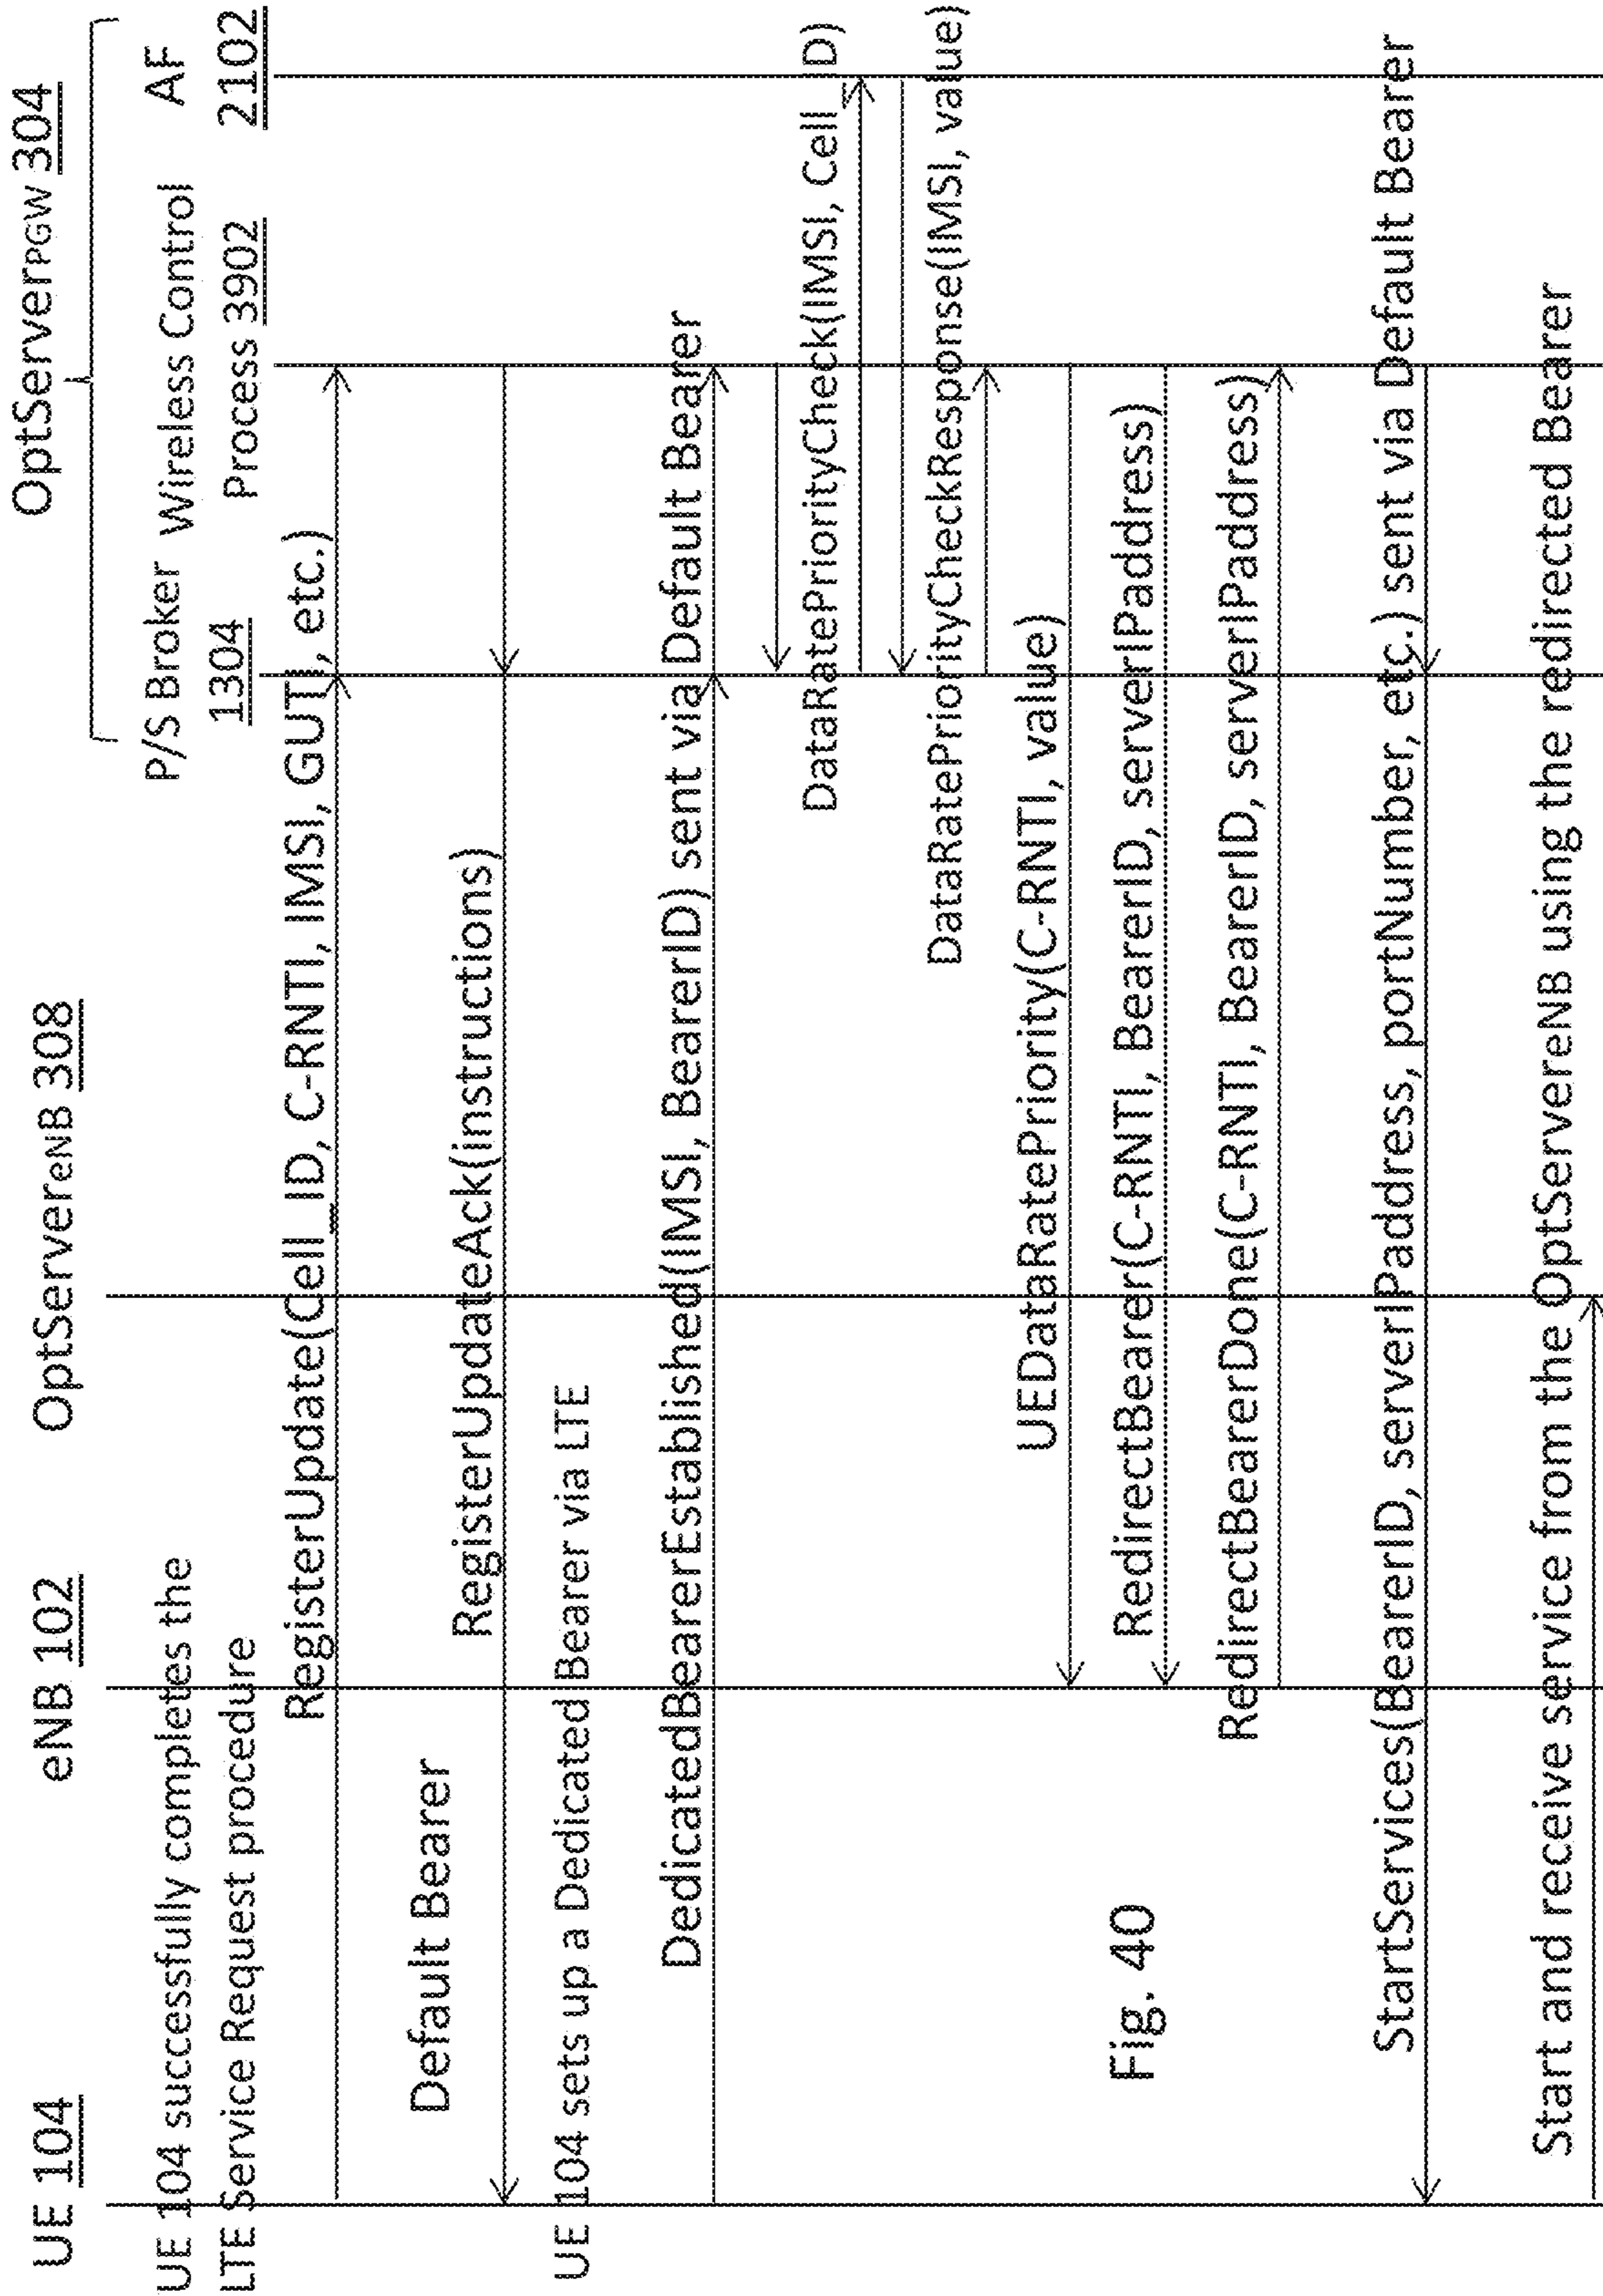 UE 104
eNB 102
OptServereNB 308
OptServerPGW 304
P/S Broker
1304
Wireless Control
Process 3902
AF
2102
UE 104 successfully completes the
LTE Service Request procedure
RegisterUpdate(Cell_ID, C-RNTI, IMSI, GUTI, etc.)
Default Bearer
RegisterUpdateAck(instructions)
UE 104 sets up a Dedicated Bearer via LTE
DedicatedBearerEstablished(IMSI, BearerID) sent via Default Bearer
DataRatePriorityCheck(IMSI, Cell_ID)
DataRatePriorityCheckResponse(IMSI, value)
UEDataRatePriority(C-RNTI, value)
RedirectBearer(C-RNTI, BearerID, serverIPaddress)
RedirectBearerDone(C-RNTI, BearerID, serverIPaddress)
Fig. 40
StartServices(BearerID, serverIPaddress, portNumber, etc.) sent via Default Bearer
Start and receive service from the OptServereNB using the redirected Bearer